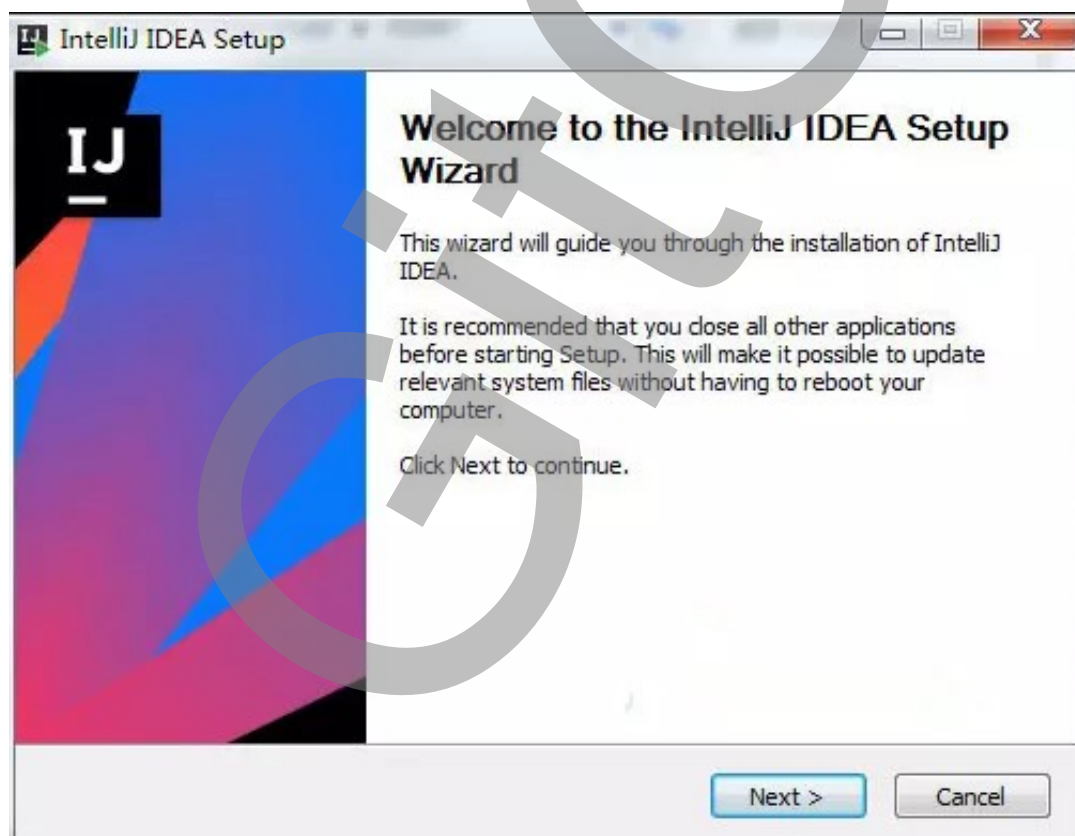 IntelliJ IDEA Setup
IJ
Welcome to the IntelliJ IDEA Setup
Wizard
This wizard will guide you through the installation of IntelliJ
IDEA.
It is recommended that you close all other applications
before starting Setup. This will make it possible to update
relevant system files without having to reboot your
computer.
Click Next to continue.
Next >
Cancel